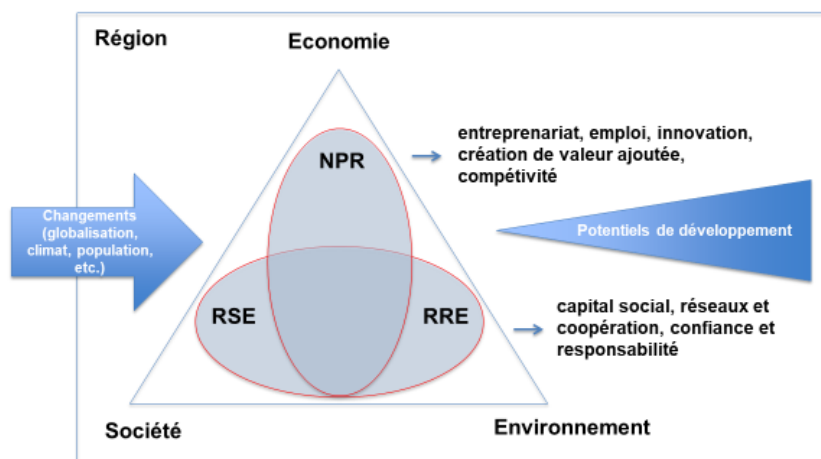 Région
Economie
entreprenariat, emploi, innovation,
création de valeur ajoutée,
compétivité
NPR
Changements
(globalisation,
climat, population,
etc.)
Potentiels de développement
RSE
RRE
capital social, réseaux et
coopération, confiance et
responsabilité
Société
Environnement